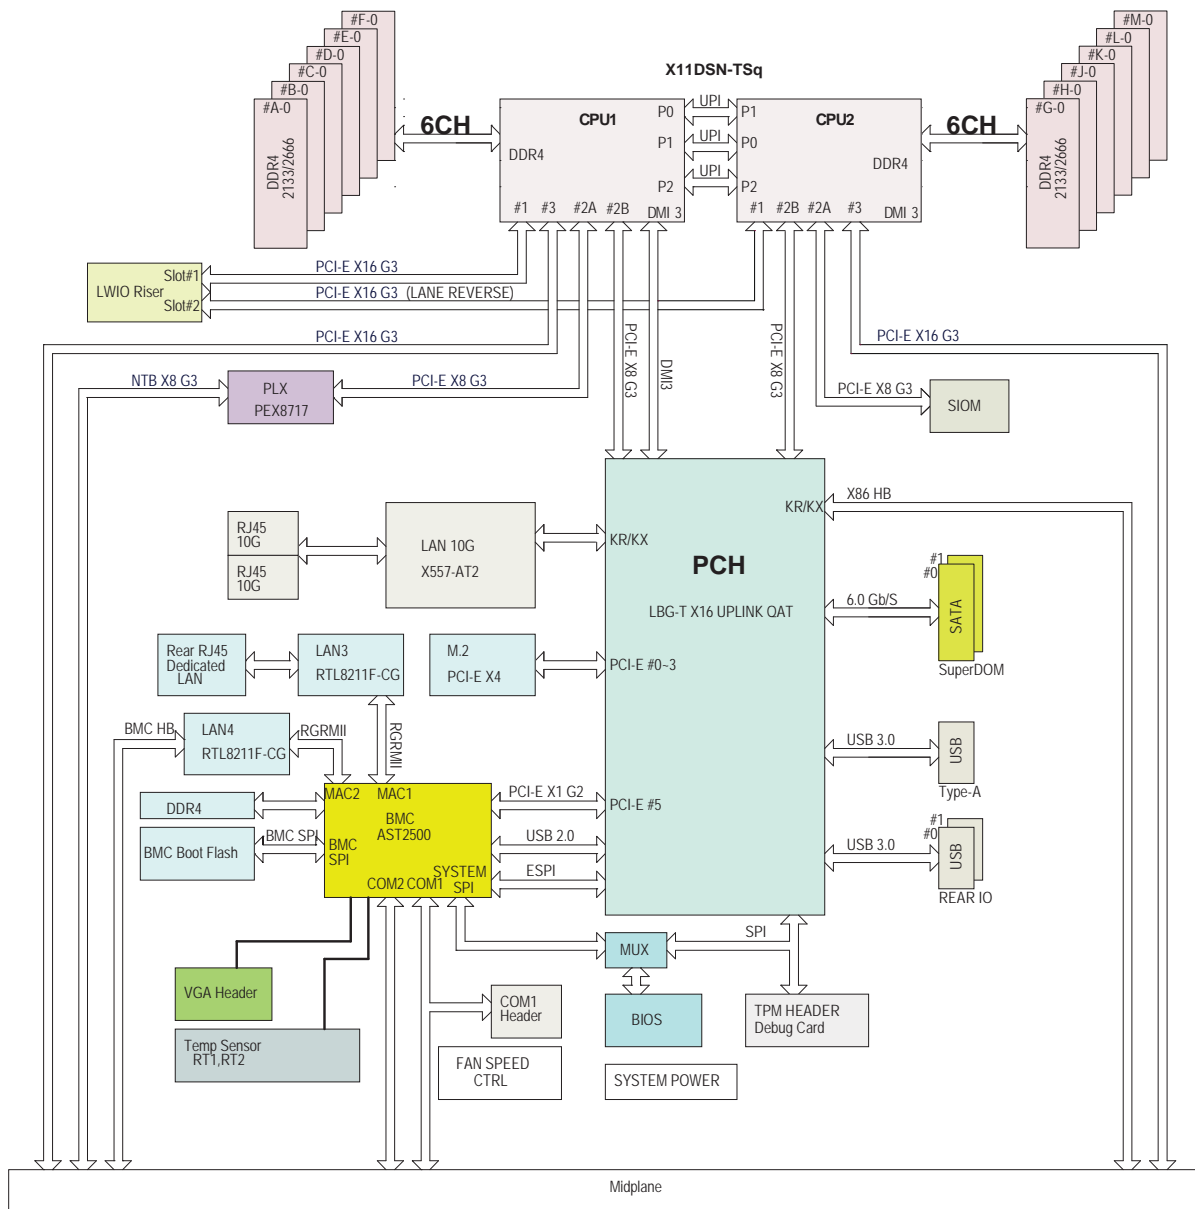 X11DSN-TSq
#F-0
#E-0
#D-0
#C-0
#B-0
#A-0
DDR4
2133/2666
6CH
CPU1
DDR4
P0
P1
P2
#1
#3
#2A
#2B
DMI 3
UPI
UPI
UPI
CPU2
P1
P0
P2
DDR4
#1
#2B
#2A
#3
DMI 3
6CH
#M-0
#L-0
#K-0
#J-0
#H-0
#G-0
DDR4
2133/2666
LWIO Riser
Slot#1
Slot#2
PCI-E X16 G3
PCI-E X16 G3 (LANE REVERSE)
PCI-E X16 G3
PCI-E X16 G3
NTB X8 G3
PLX
PEX8717
PCI-E X8 G3
PCI-E X8 G3
DMI3
PCI-E X8 G3
PCI-E X8 G3
SIOM
X86 HB
KR/KX
RJ45
10G
RJ45
10G
LAN 10G
X557-AT2
KR/KX
PCH
LBG-T X16 UPLINK QAT
6.0 Gb/S
#1
#0
SATA
SuperDOM
Rear RJ45
Dedicated
LAN
LAN3
RTL8211F-CG
M.2
PCI-E X4
PCI-E #0~3
BMC HB
LAN4
RTL8211F-CG
RGRMII
RGRMII
USB 3.0
USB
Type-A
MAC2
MAC1
BMC
AST2500
DDR4
BMC Boot Flash
BMC SPI
BMC
SPI
PCI-E X1 G2
PCI-E #5
USB 2.0
ESPI
SYSTEM
SPI
COM2
COM1
USB 3.0
#1
#0
USB
REAR IO
MUX
SPI
VGA Header
Temp Sensor
RT1,RT2
COM1
Header
BIOS
TPM HEADER
Debug Card
FAN SPEED
CTRL
SYSTEM POWER
Midplane